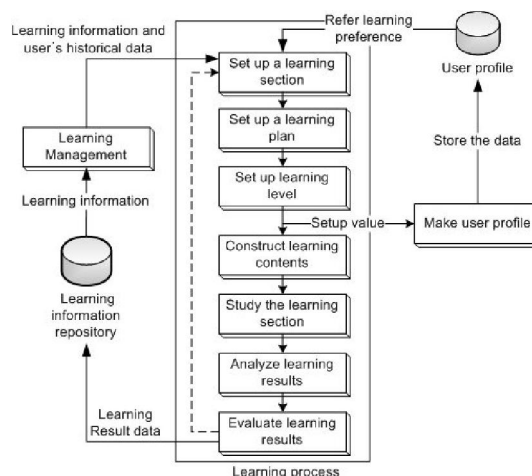 Learning information and
user's historical data
Refer learning
preference
User profile
Set up a learning
section
Learning
Management
Set up a learning
plan
Store the data
Set up learning
level
Learning information
Setup value
Make user profile
Construct learning
contents
Learning
information
repository
Study the learning
section
Analyze learning
results
Learning
Result data
Evaluate learning
results
Learning process